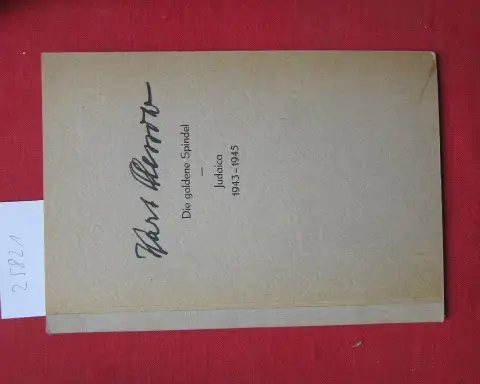 Die goldene Spindel
—
Judaica
1943–1945
25821